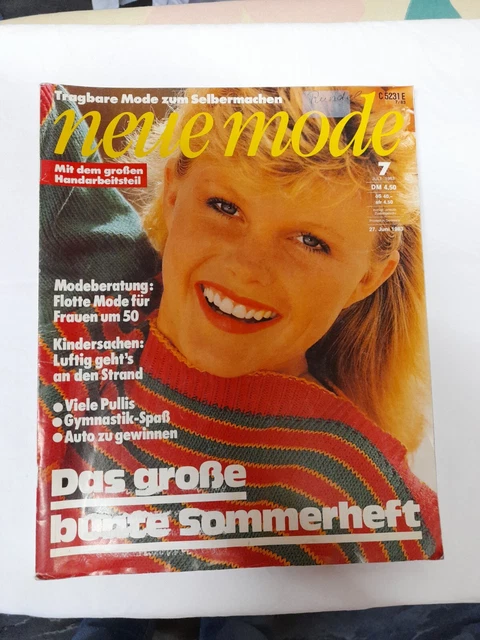 Tragbare Mode zum Selbermachen
C 5231 E
neue mode
Mit dem großen
Handarbeitsteil
7
DM 4.50
27. Juni
Modeberatung:
Flotte Mode für
Frauen um 50
Kindersachen:
Luftig geht's
an den Strand
● Viele Pullis
● Gymnastik-Spaß
● Auto zu gewinnen
Das große
bunte Sommerheft